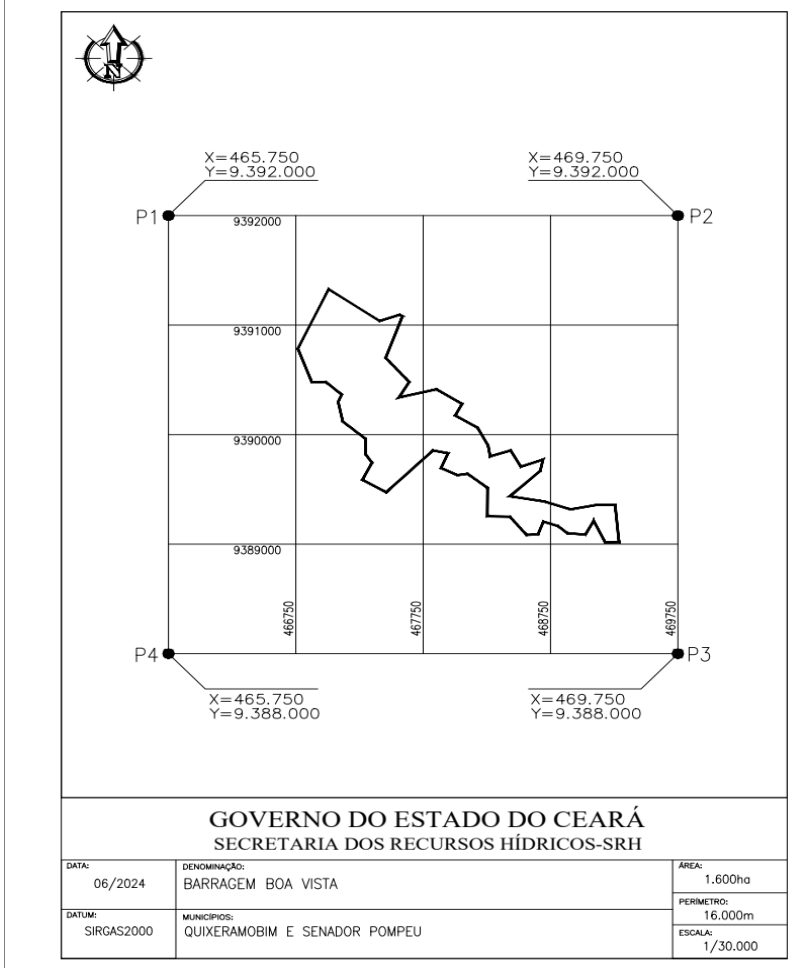 N
X=465.750
Y=9.392.000
X=469.750
Y=9.392.000
P1
P2
9392000
9391000
9390000
9389000
466750
467750
468750
469750
P4
P3
X=465.750
Y=9.388.000
X=469.750
Y=9.388.000
GOVERNO DO ESTADO DO CEARÁ
SECRETARIA DOS RECURSOS HÍDRICOS-SRH
DATA:
06/2024
DENOMINAÇÃO:
BARRAGEM BOA VISTA
ÁREA:
1.600ha
PERÍMETRO:
16.000m
DATUM:
SIRGAS2000
MUNICÍPIOS:
QUIXERAMOBIM E SENADOR POMPEU
ESCALA:
1/30.000